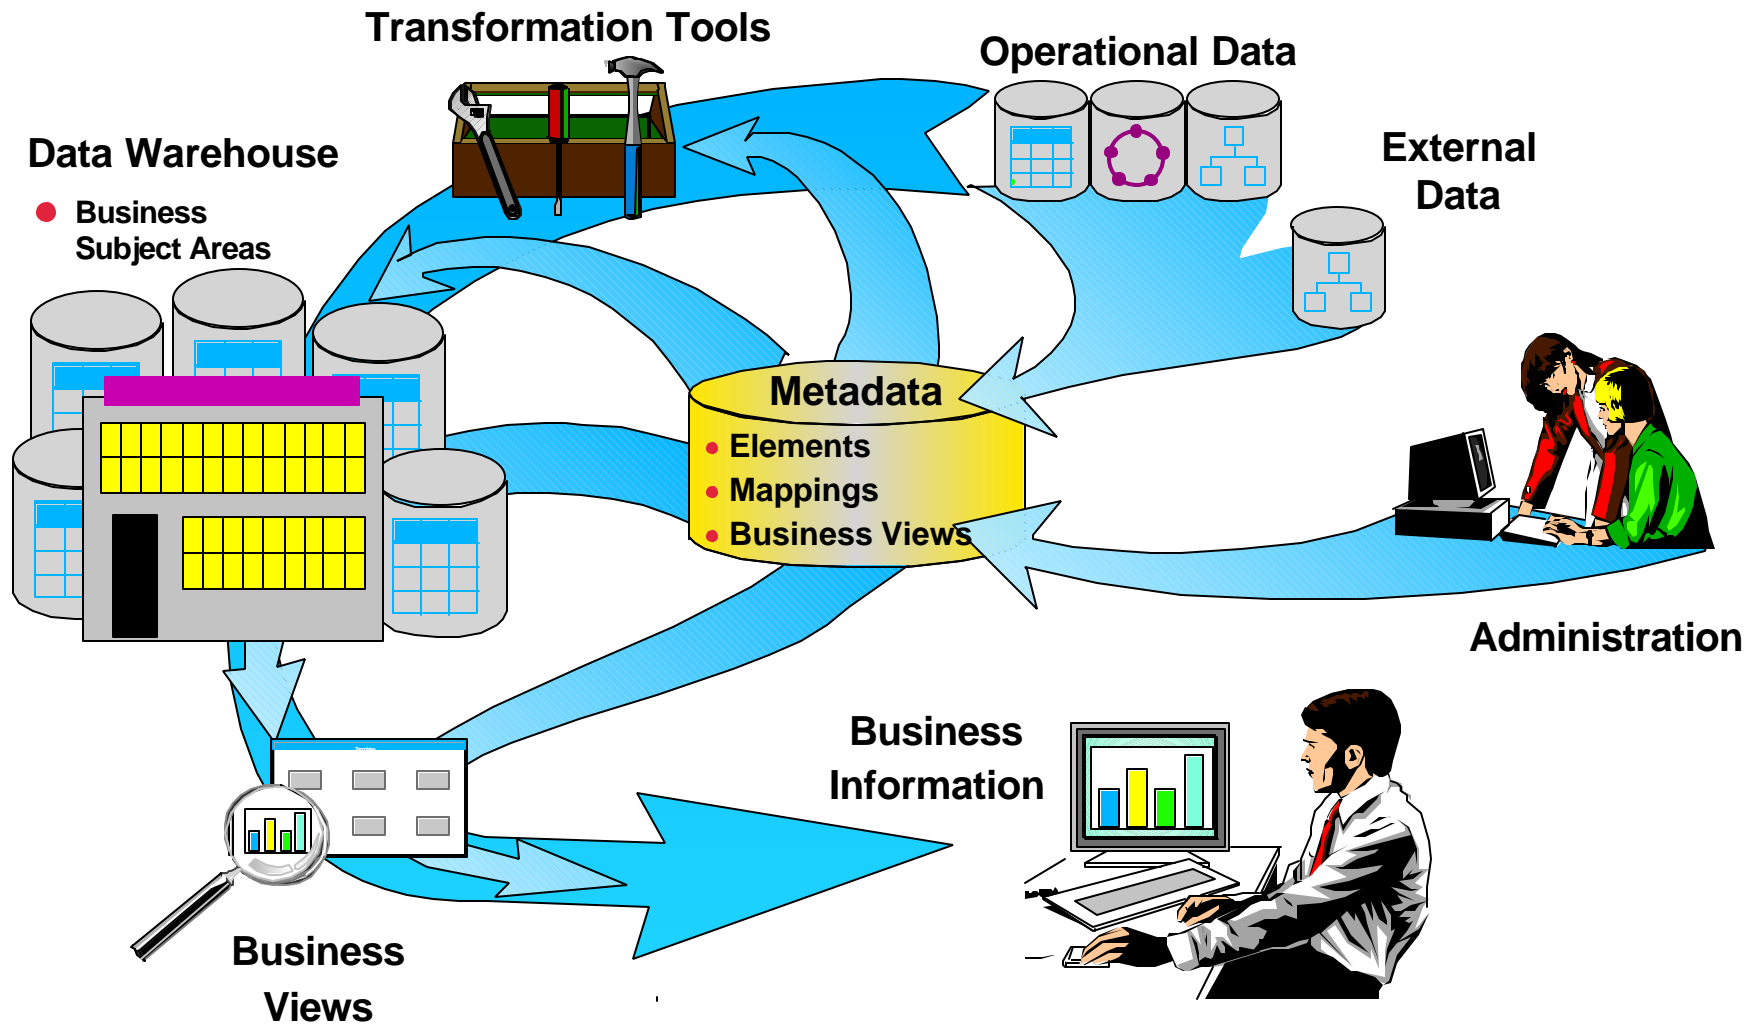 Transformation Tools
Operational Data
External
Data
Data Warehouse
Business
Subject Areas
Metadata
Elements
Mappings
Business Views
Administration
Business
Information
Business
Views